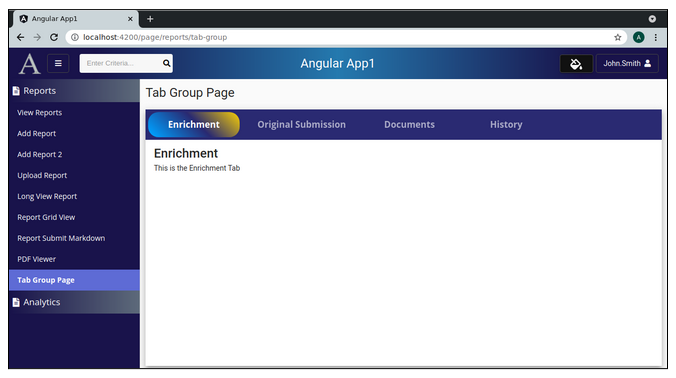 Angular App1
localhost:4200/page/reports/tab-group
A
A
Enter Criteria...
Angular App1
John.Smith
Reports
View Reports
Add Report
Add Report 2
Upload Report
Long View Report
Report Grid View
Report Submit Markdown
PDF Viewer
Tab Group Page
Analytics
Tab Group Page
Enrichment
Original Submission
Documents
History
Enrichment
This is the Enrichment Tab